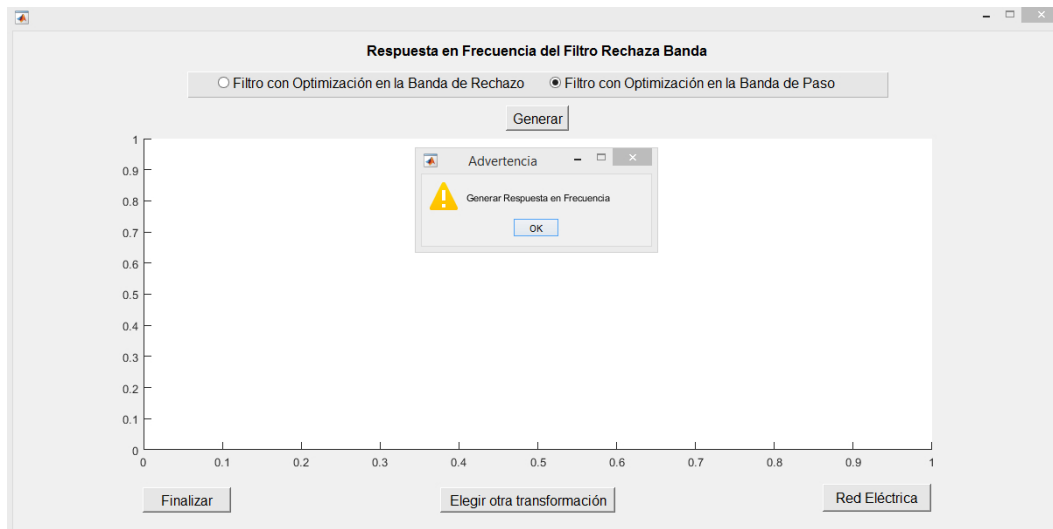 Respuesta en Frecuencia del Filtro Rechaza Banda
Filtro con Optimización en la Banda de Rechazo Filtro con Optimización en la Banda de Paso
Generar
Advertencia
Generar Respuesta en Frecuencia
OK
1
0.9
0.8
0.7
0.6
0.5
0.4
0.3
0.2
0.1
0
0 0.1 0.2 0.3 0.4 0.5 0.6 0.7 0.8 0.9 1
Finalizar Elegir otra transformación Red Eléctrica